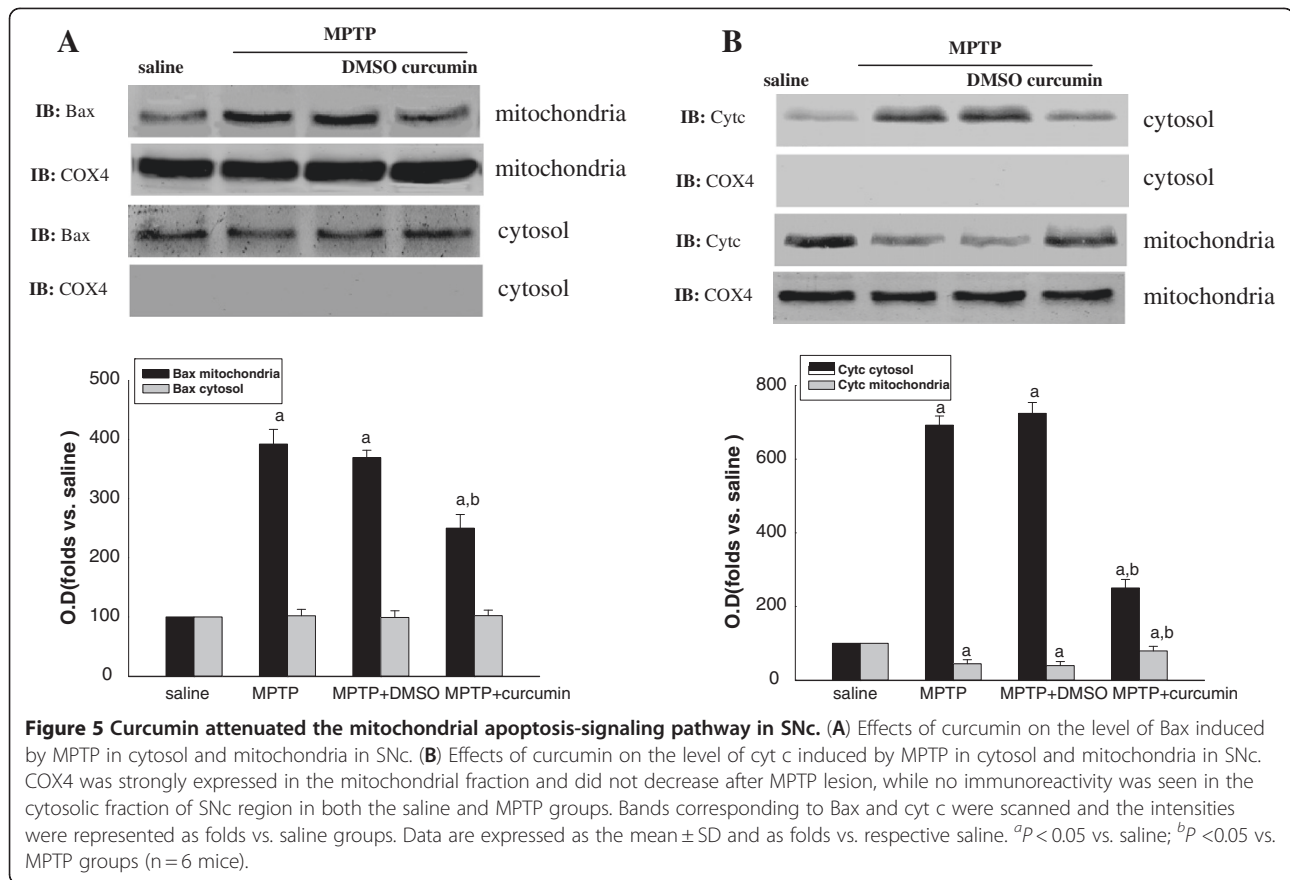 A
MPTP
saline DMSO curcumin
IB: Bax mitochondria
IB: COX4 mitochondria
IB: Bax cytosol
IB: COX4 cytosol
500
400
300
200
100
0
O.D(folds vs. saline )
Bax mitochondria
Bax cytosol
a
a
a,b
saline MPTP MPTP+DMSO MPTP+curcumin
B
MPTP
saline DMSO curcumin
IB: Cytc cytosol
IB: COX4 cytosol
IB: Cytc mitochondria
IB: COX4 mitochondria
800
600
400
200
0
O.D(folds vs. saline )
Cytc cytosol
Cytc mitochondria
a
a
a
a
a,b
a,b
saline MPTP MPTP+DMSO MPTP+curcumin
Figure 5 Curcumin attenuated the mitochondrial apoptosis-signaling pathway in SNc. (A) Effects of curcumin on the level of Bax induced
by MPTP in cytosol and mitochondria in SNc. (B) Effects of curcumin on the level of cyt c induced by MPTP in cytosol and mitochondria in SNc.
COX4 was strongly expressed in the mitochondrial fraction and did not decrease after MPTP lesion, while no immunoreactivity was seen in the
cytosolic fraction of SNc region in both the saline and MPTP groups. Bands corresponding to Bax and cyt c were scanned and the intensities
were represented as folds vs. saline groups. Data are expressed as the mean ± SD and as folds vs. respective saline. aP < 0.05 vs. saline; bP <0.05 vs.
MPTP groups (n = 6 mice).